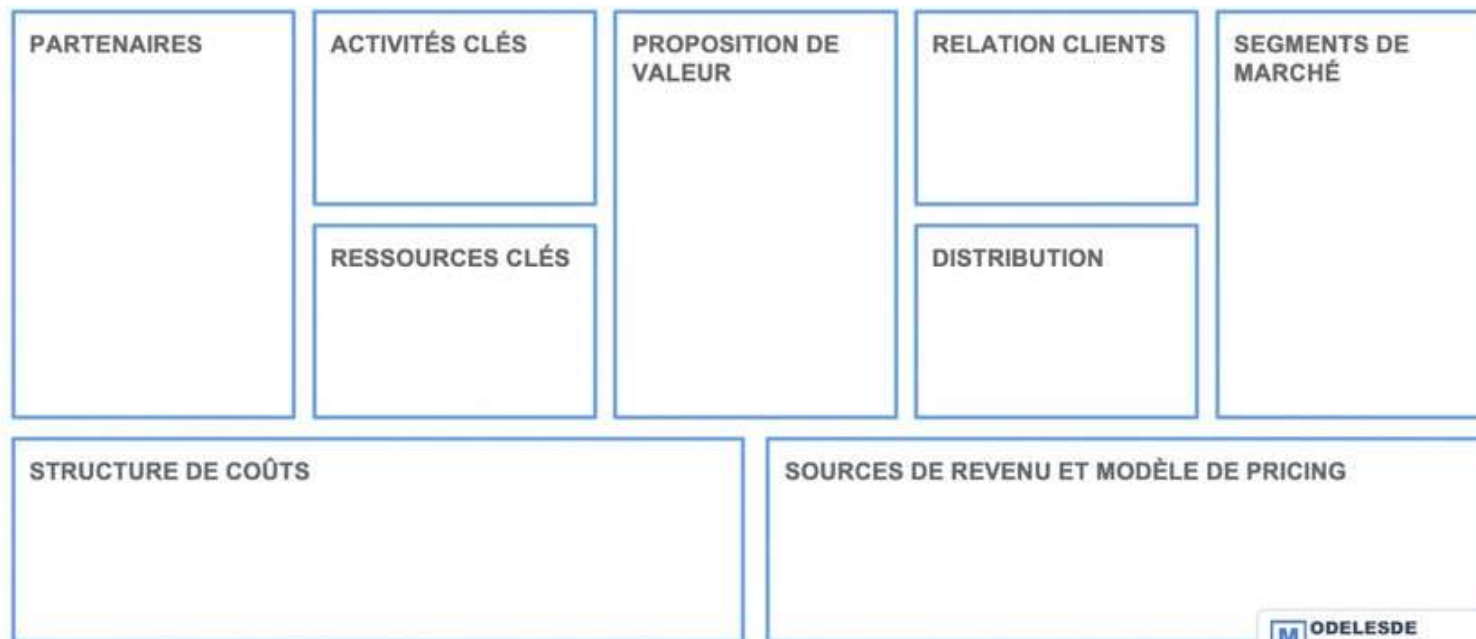 PARTENAIRES
ACTIVITÉS CLÉS
RESSOURCES CLÉS
PROPOSITION DE
VALEUR
RELATION CLIENTS
DISTRIBUTION
SEGMENTS DE
MARCHÉ
STRUCTURE DE COÛTS
SOURCES DE REVENU ET MODÈLE DE PRICING
MODELESDE